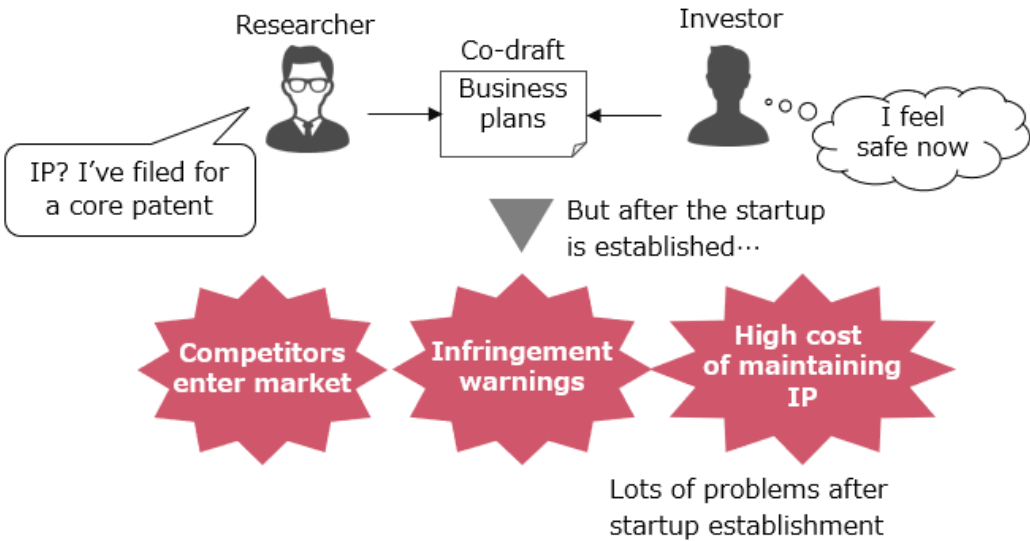 Researcher
Investor
Co-draft
Business
plans
I feel
safe now
IP? I’ve filed for
a core patent
But after the startup
is established…
Competitors
enter market
Infringement
warnings
High cost
of maintaining
IP
Lots of problems after
startup establishment